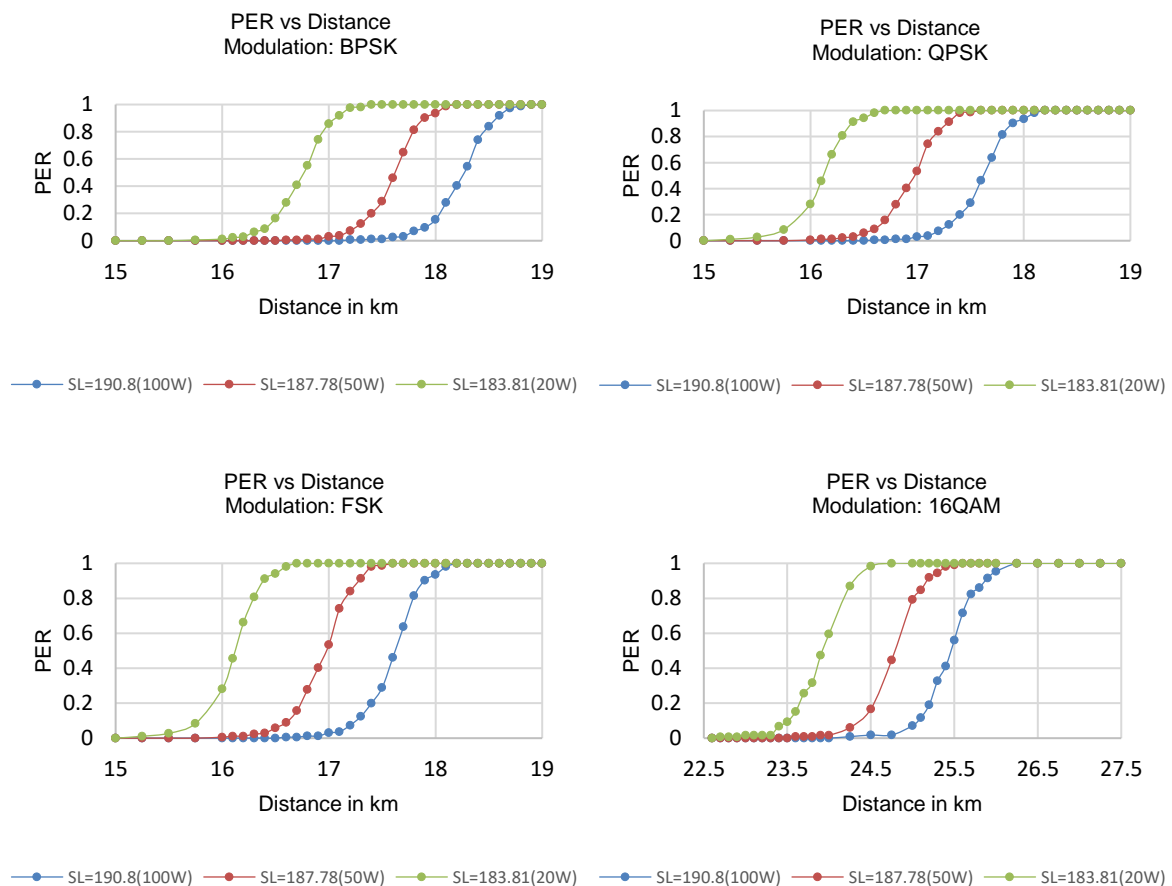 PER vs Distance
Modulation: BPSK
1
0.8
0.6
0.4
0.2
0
PER
15 16 17 18 19
Distance in km
SL=190.8(100W) SL=187.78(50W) SL=183.81(20W)
PER vs Distance
Modulation: QPSK
1
0.8
0.6
0.4
0.2
0
PER
15 16 17 18 19
Distance in km
SL=190.8(100W) SL=187.78(50W) SL=183.81(20W)
PER vs Distance
Modulation: FSK
1
0.8
0.6
0.4
0.2
0
PER
15 16 17 18 19
Distance in km
SL=190.8(100W) SL=187.78(50W) SL=183.81(20W)
PER vs Distance
Modulation: 16QAM
1
0.8
0.6
0.4
0.2
0
PER
22.5 23.5 24.5 25.5 26.5 27.5
Distance in km
SL=190.8(100W) SL=187.78(50W) SL=183.81(20W)